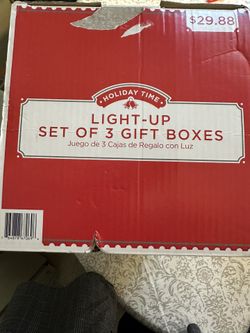 $29.88
HOLIDAY TIME
LIGHT-UP
SET OF 3 GIFT BOXES
Juego de 3 Cajas de Regalo con Luz